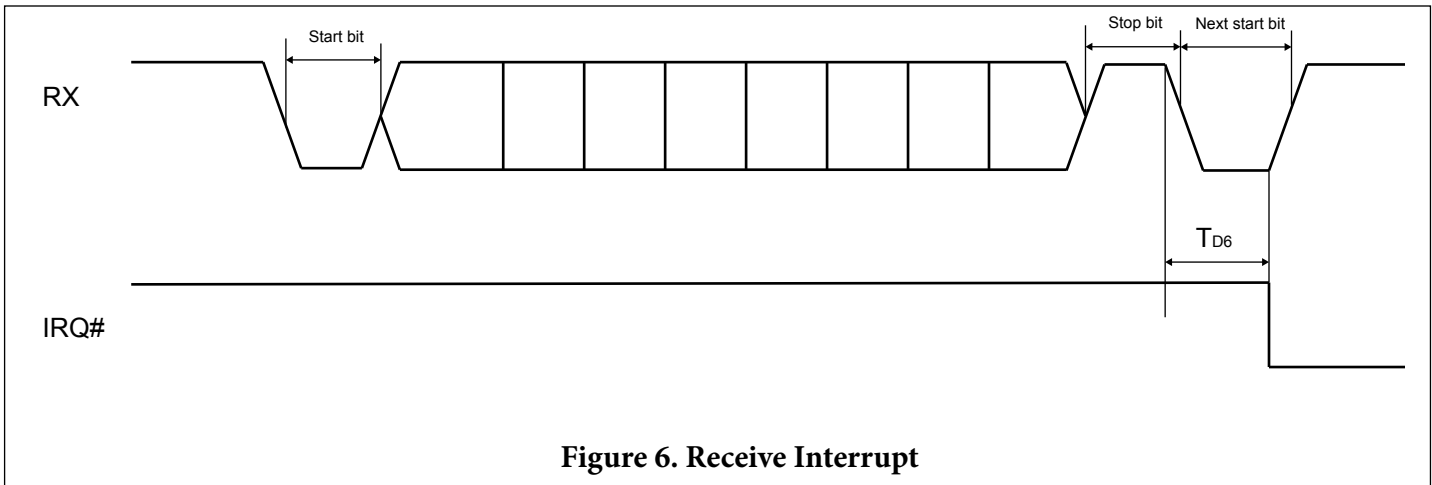 Start bit
Stop bit
Next start bit
RX
TD6
IRQ#
Figure 6. Receive Interrupt